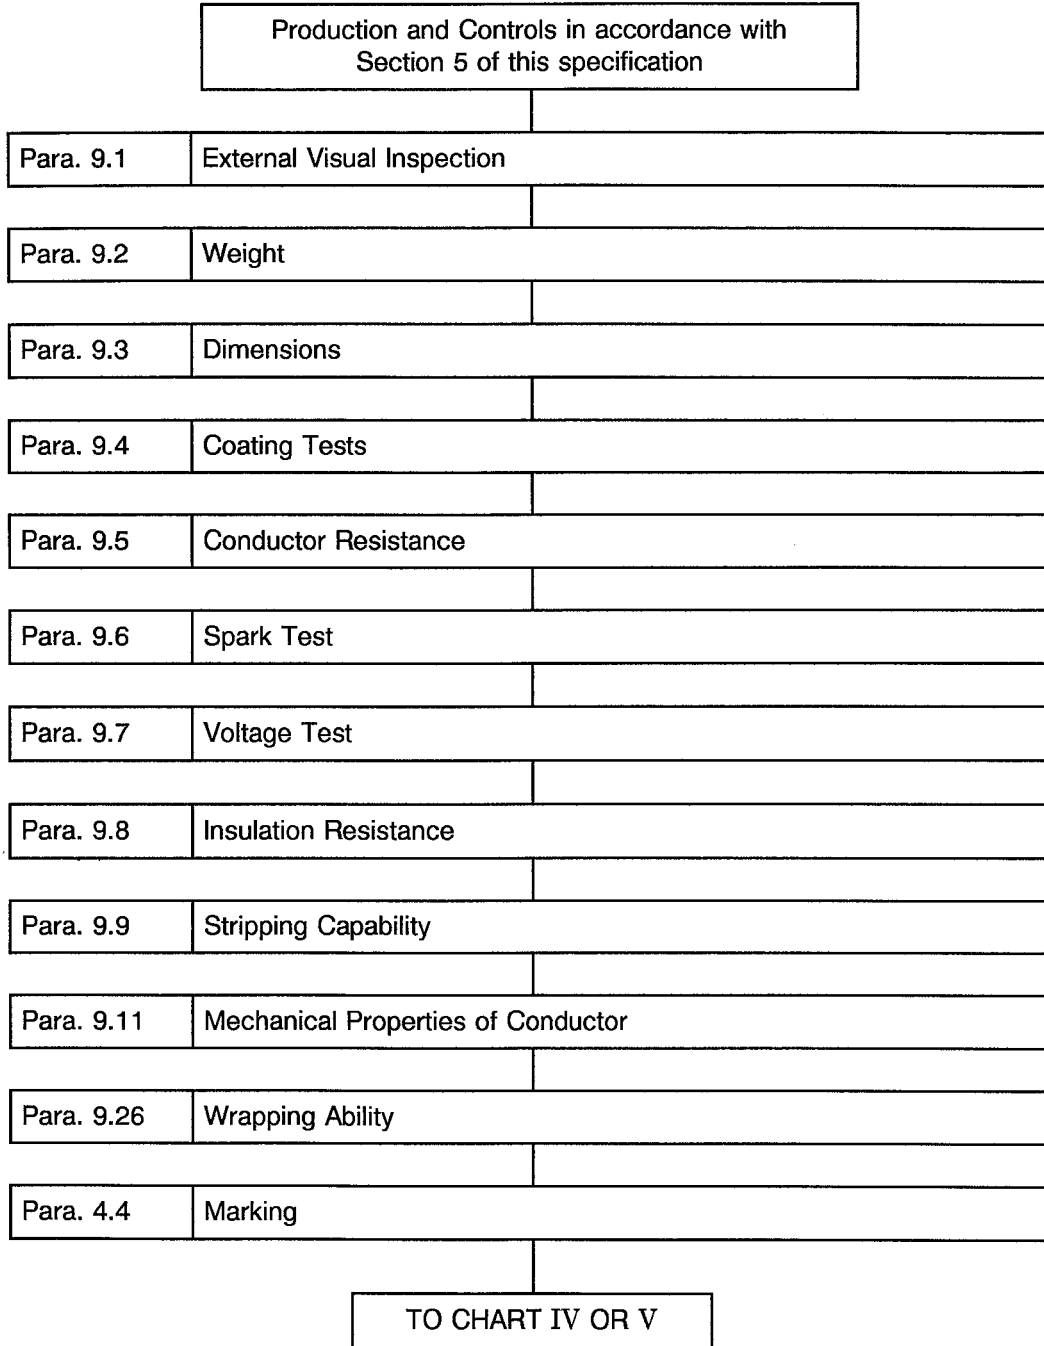 Production and Controls in accordance with
Section 5 of this specification
Para. 9.1 External Visual Inspection
Para. 9.2 Weight
Para. 9.3 Dimensions
Para. 9.4 Coating Tests
Para. 9.5 Conductor Resistance
Para. 9.6 Spark Test
Para. 9.7 Voltage Test
Para. 9.8 Insulation Resistance
Para. 9.9 Stripping Capability
Para. 9.11 Mechanical Properties of Conductor
Para. 9.26 Wrapping Ability
Para. 4.4 Marking
TO CHART IV OR V